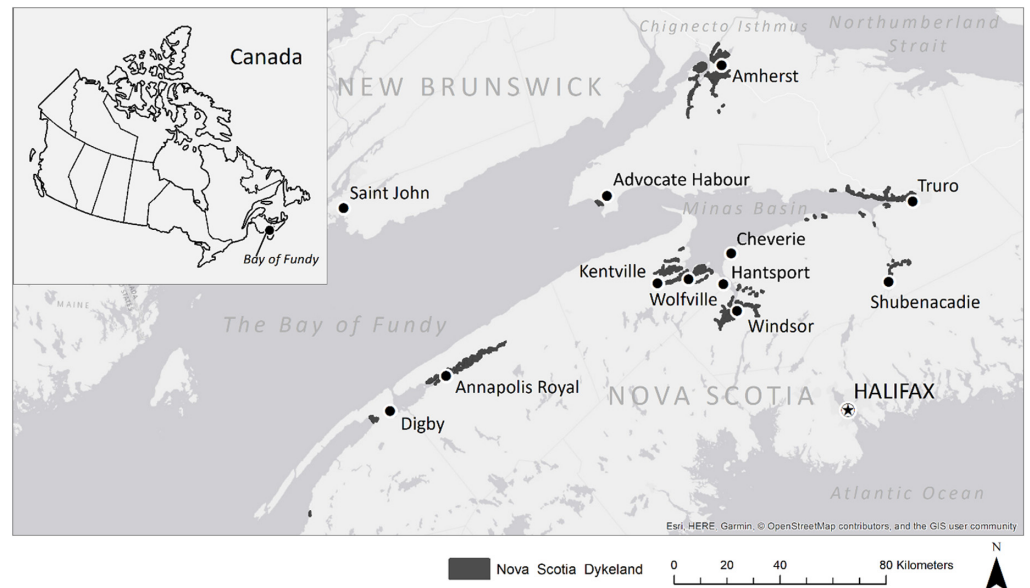 Canada
Bay of Fundy
Chignecto Isthmus
Northumberland
Strait
NEW BRUNSWICK
Amherst
Saint John
Advocate Habour
Truro
Minas Basin
Cheverie
Kentville
Hantsport
Wolfville
Shubenacadie
MAINE
The Bay of Fundy
Windsor
Annapolis Royal
NOVA SCOTIA
HALIFAX
Digby
Atlantic Ocean
Esri, HERE, Garmin, © OpenStreetMap contributors, and the GIS user community
N
Nova Scotia Dykeland
0 20 40 80 Kilometers